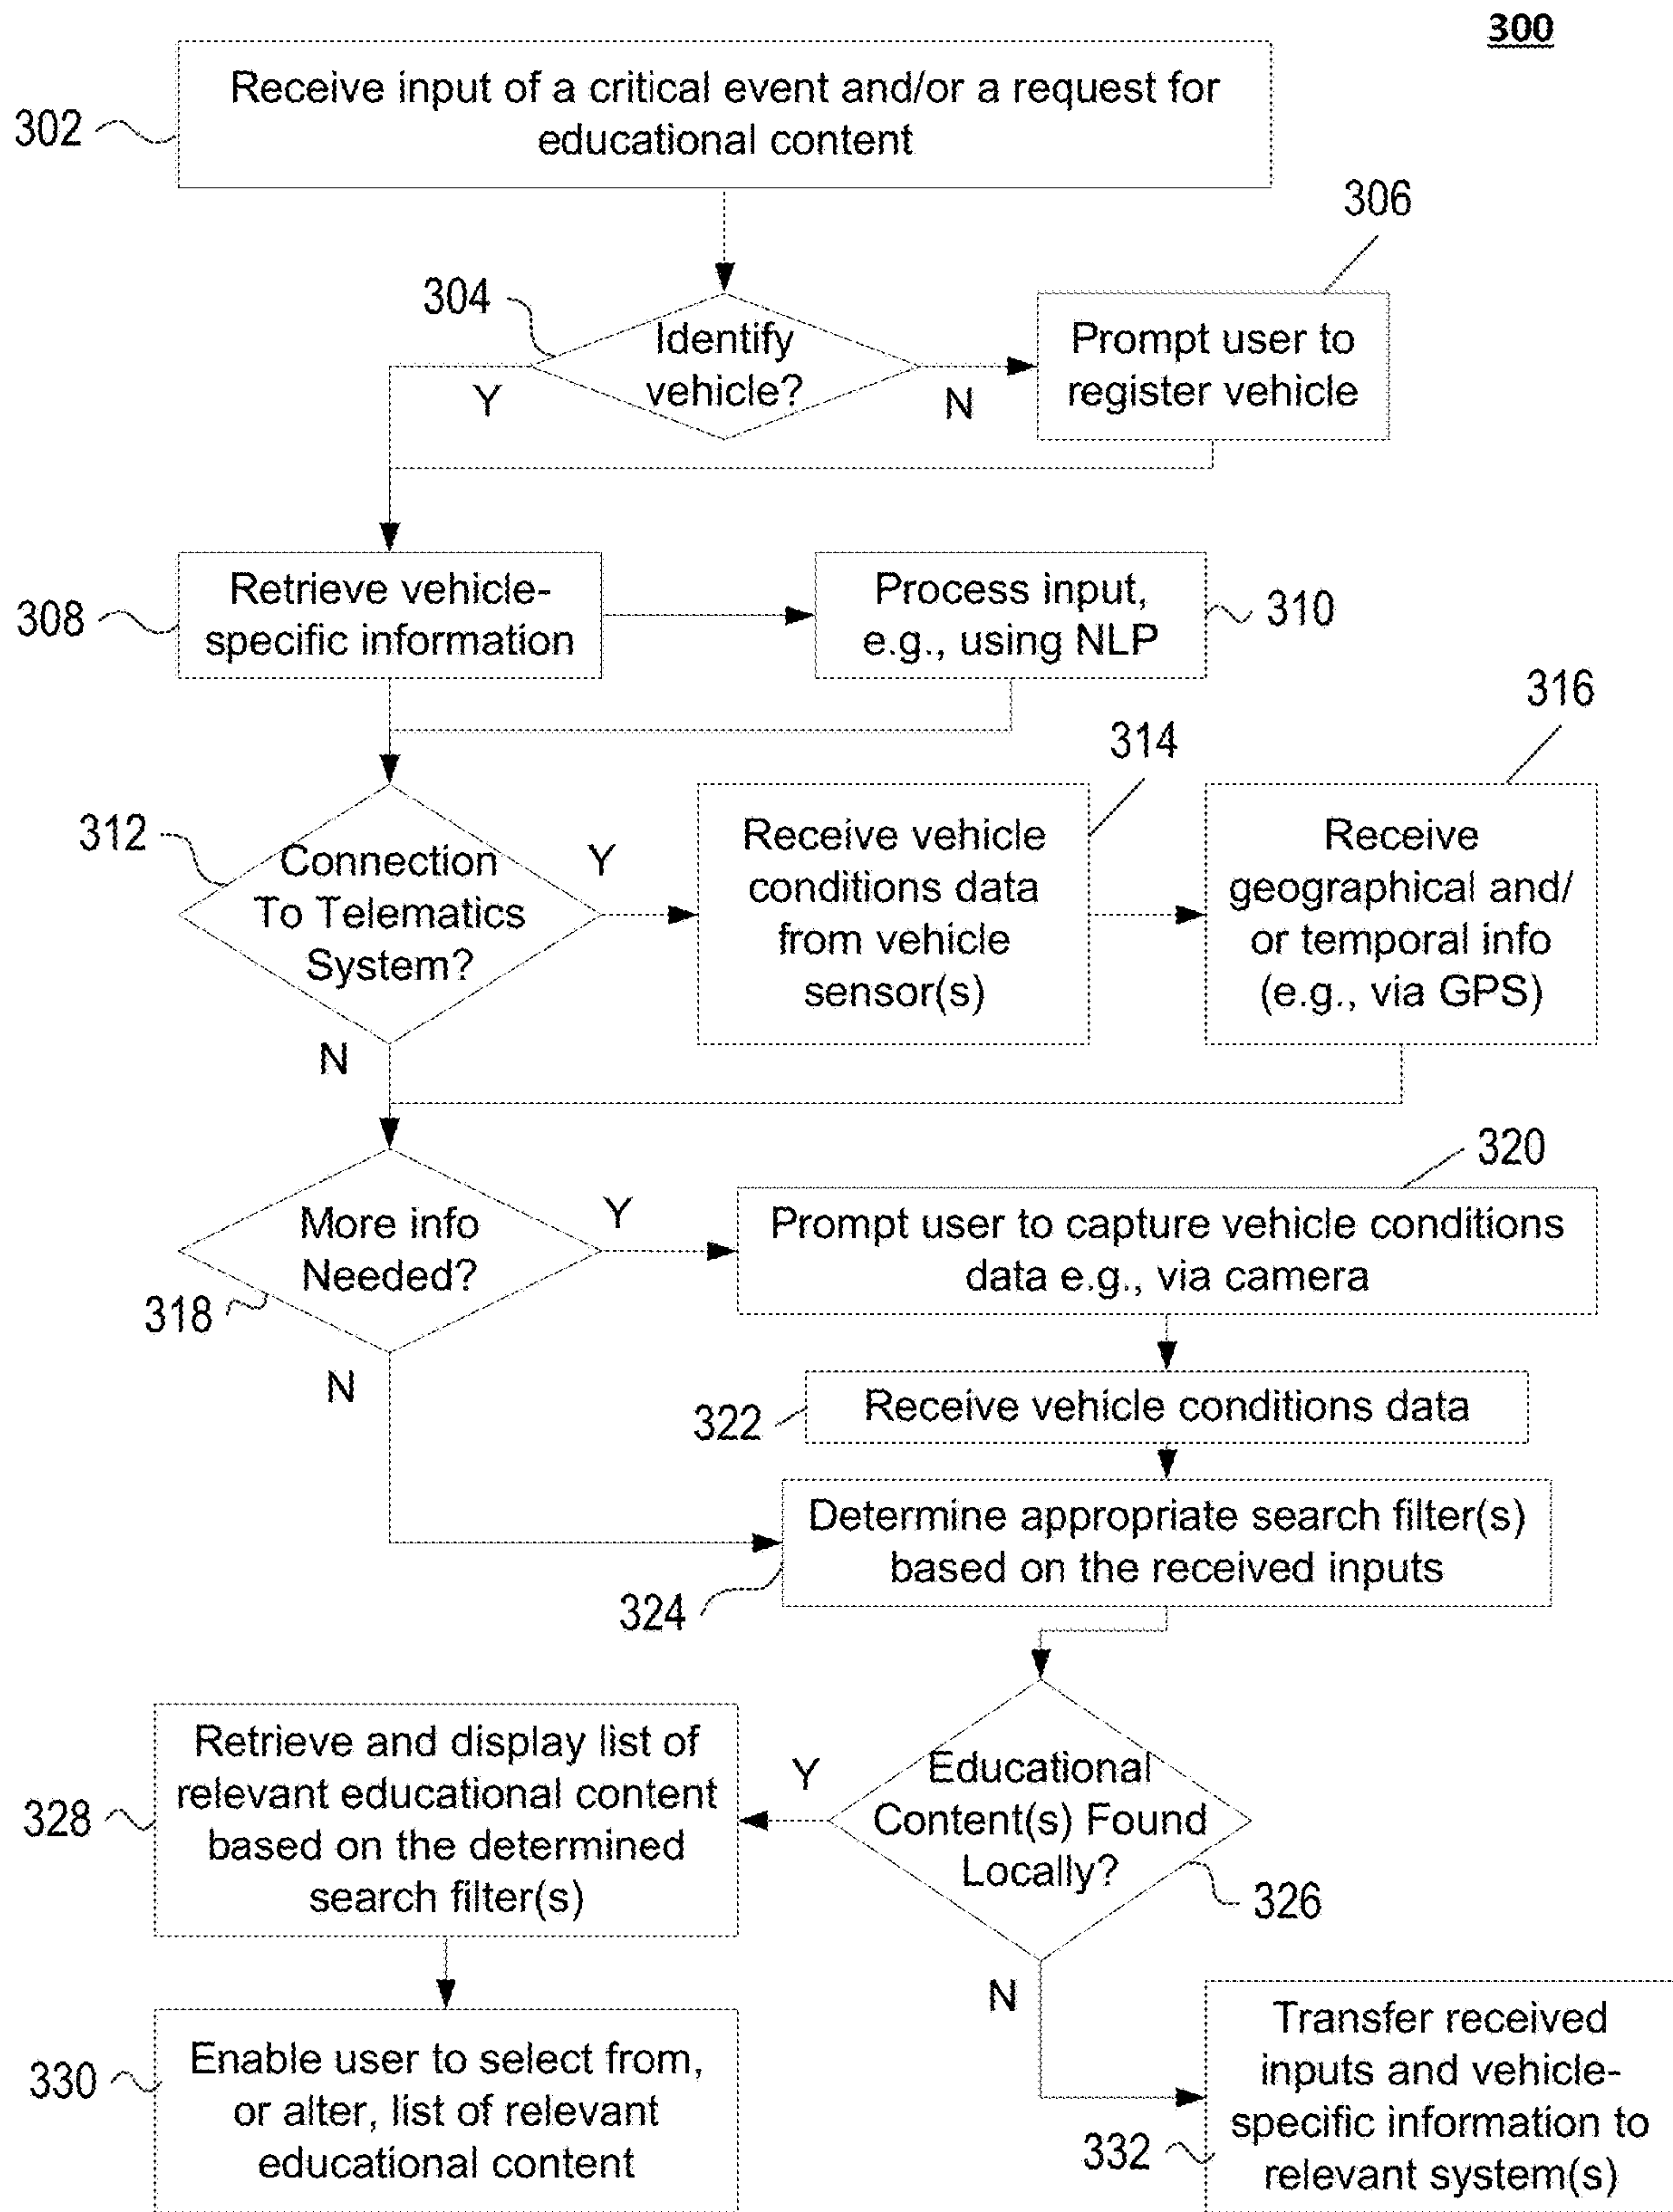 300
Receive input of a critical event and/or a request for
educational content
302
306
304
Identify
vehicle?
Prompt user to
register vehicle
Y
N
308
Retrieve vehicle-
specific information
Process input,
e.g., using NLP
310
316
314
312
Connection
To Telematics
System?
Y
Receive vehicle
conditions data
from vehicle
sensor(s)
Receive
geographical and/
or temporal info
(e.g., via GPS)
N
320
More info
Needed?
Y
318
Prompt user to capture vehicle conditions
data e.g., via camera
N
322
Receive vehicle conditions data
Determine appropriate search filter(s)
based on the received inputs
324
328
Retrieve and display list of
relevant educational content
based on the determined
search filter(s)
Y
Educational
Content(s) Found
Locally?
326
N
330
Enable user to select from,
or alter, list of relevant
educational content
Transfer received
inputs and vehicle-
specific information to
relevant system(s)
332